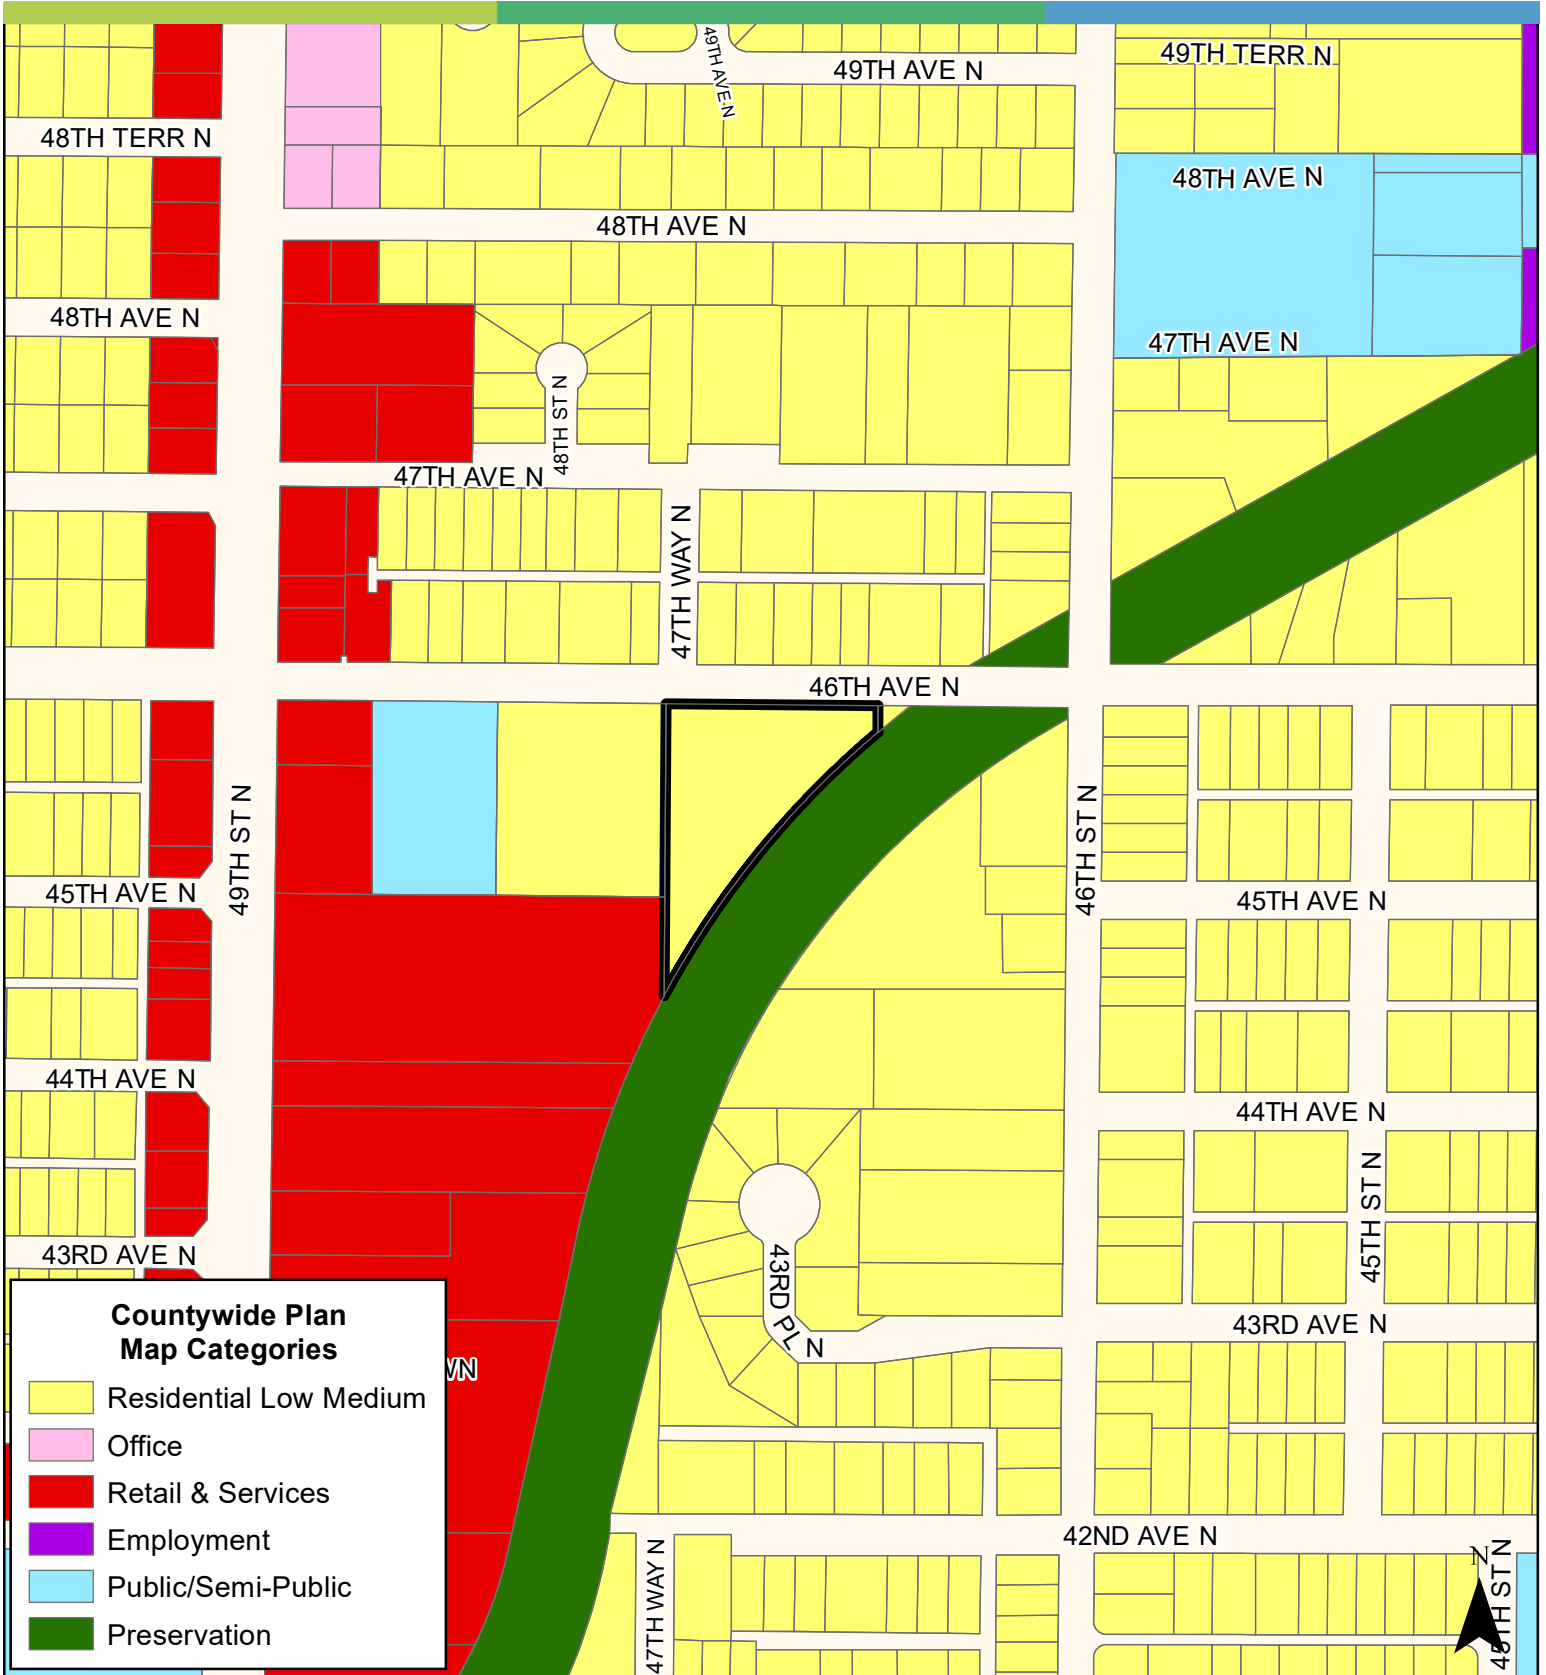 49TH AVE N
49TH TERR N
49TH AVE N
48TH TERR N
48TH AVE N
48TH AVE N
48TH AVE N
47TH AVE N
48TH ST N
47TH AVE N
47TH WAY N
46TH AVE N
49TH ST N
46TH ST N
45TH AVE N
45TH AVE N
44TH AVE N
44TH AVE N
45TH ST N
43RD AVE N
43RD PL N
43RD AVE N
Countywide Plan
Map Categories
Residential Low Medium
Office
Retail & Services
Employment
Public/Semi-Public
Preservation
WN
42ND AVE N
47TH WAY N
N
45TH ST N